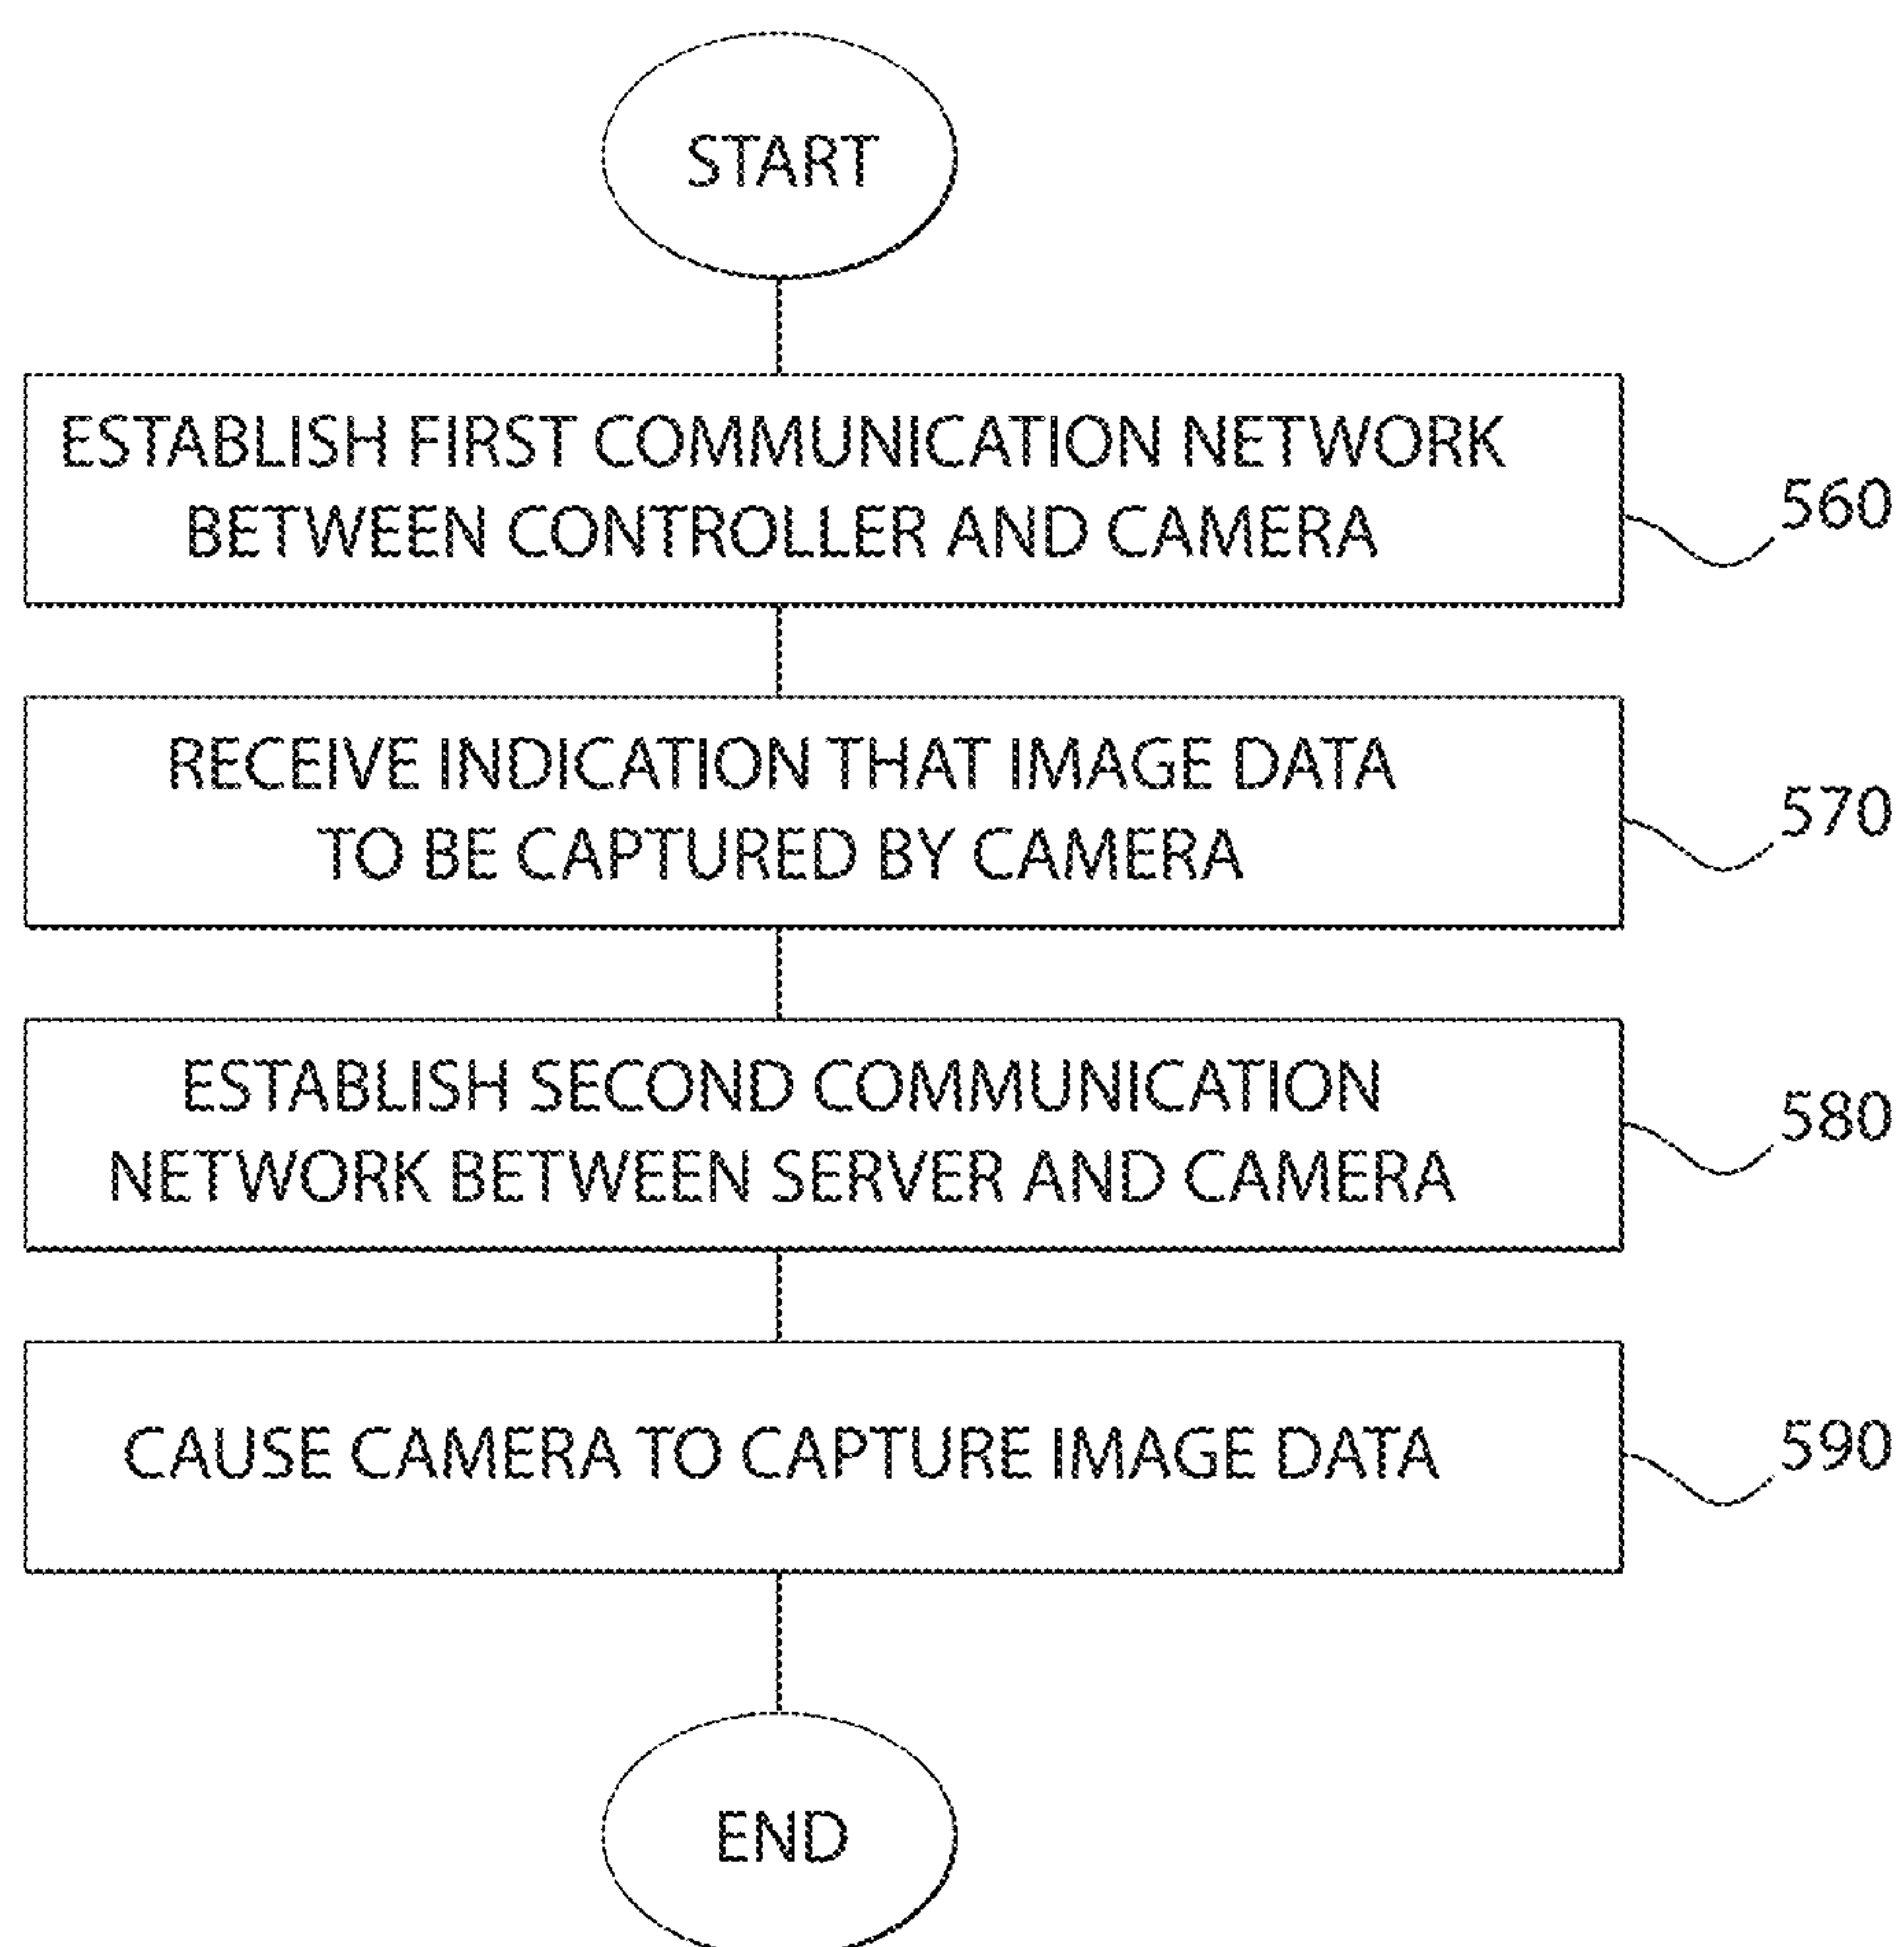 START
ESTABLISH FIRST COMMUNICATION NETWORK
BETWEEN CONTROLLER AND CAMERA
560
RECEIVE INDICATION THAT IMAGE DATA
TO BE CAPTURED BY CAMERA
570
ESTABLISH SECOND COMMUNICATION
NETWORK BETWEEN SERVER AND CAMERA
580
CAUSE CAMERA TO CAPTURE IMAGE DATA
590
END